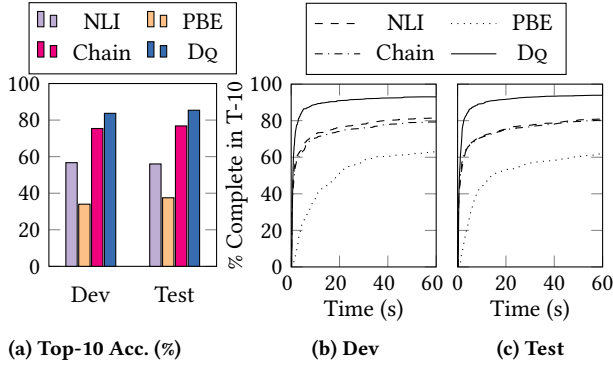 NLI PBE
Chain DQ
100
80
60
40
20
0
Dev Test
(a) Top-10 Acc. (%)
NLI PBE
Chain DQ
% Complete in T-10
100
80
60
40
20
0
0 20 40 60
Time (s)
(b) Dev
0 20 40 60
Time (s)
(c) Test